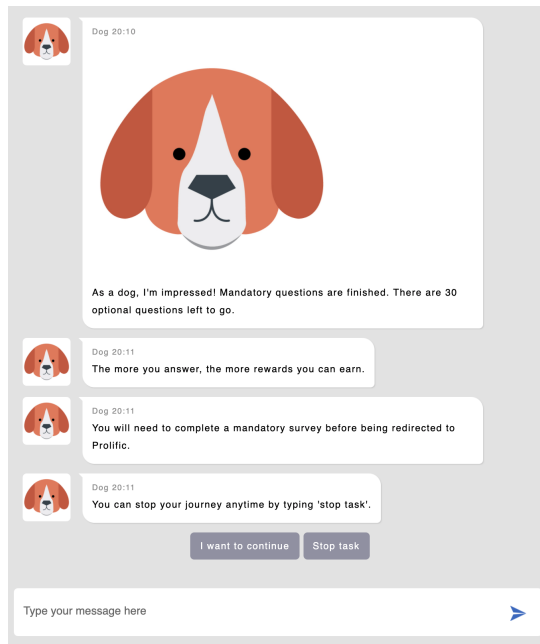 Dog 20:10
As a dog, I'm impressed! Mandatory questions are finished. There are 30
optional questions left to go.
Dog 20:11
The more you answer, the more rewards you can earn.
Dog 20:11
You will need to complete a mandatory survey before being redirected to
Prolific.
Dog 20:11
You can stop your journey anytime by typing 'stop task'.
I want to continue Stop task
Type your message here